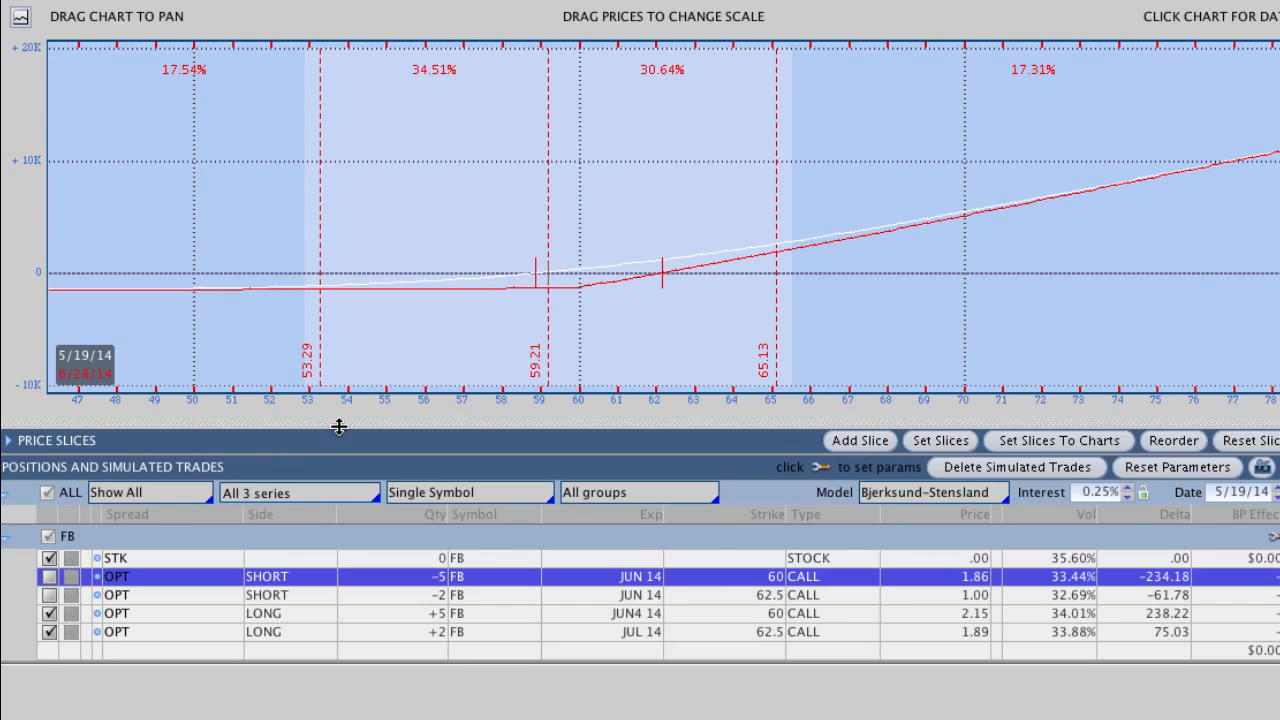 DRAG CHART TO PAN DRAG PRICES TO CHANGE SCALE CLICK CHART FOR DA
+ 20K
17.54% 34.51% 30.64% 17.31%
+ 10K
0
53.29 59.21 65.13
5/19/14
6/28/14
- 10K
47 48 49 50 51 52 53 54 55 56 57 58 59 60 61 62 63 64 65 66 67 68 69 70 71 72 73 74 75 76 77 78
PRICE SLICES Add Slice Set Slices Set Slices To Charts Reorder Reset Slic
POSITIONS AND SIMULATED TRADES click to set params Delete Simulated Trades Reset Parameters
ALL Show All All 3 series Single Symbol All groups Model Bjerksund-Stensland Interest 0.25% Date 5/19/14
Spread Side Qty Symbol Exp Strike Type Price Vol Delta BP Effec
FB
STK 0 FB STOCK .00 35.60% .00 $0.00
OPT SHORT -5 FB JUN 14 60 CALL 1.86 33.44% -234.18 -
OPT SHORT -2 FB JUN 14 62.5 CALL 1.00 32.69% -61.78 -
OPT LONG +5 FB JUN4 14 60 CALL 2.15 34.01% 238.22 -
OPT LONG +2 FB JUL 14 62.5 CALL 1.89 33.88% 75.03 -
$0.00